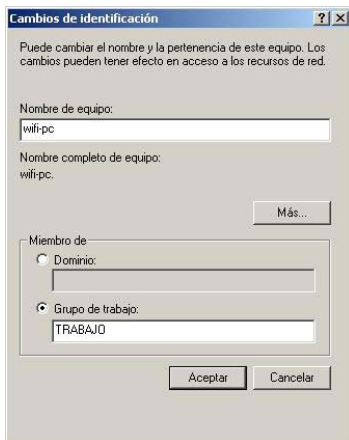 Cambios de identificación
Puede cambiar el nombre y la pertenencia de este equipo. Los
cambios pueden tener efecto en acceso a los recursos de red.
Nombre de equipo:
wifi-pc
Nombre completo de equipo:
wifi-pc.
Más...
Miembro de
Dominio:
Grupo de trabajo:
TRABAJO
Aceptar Cancelar